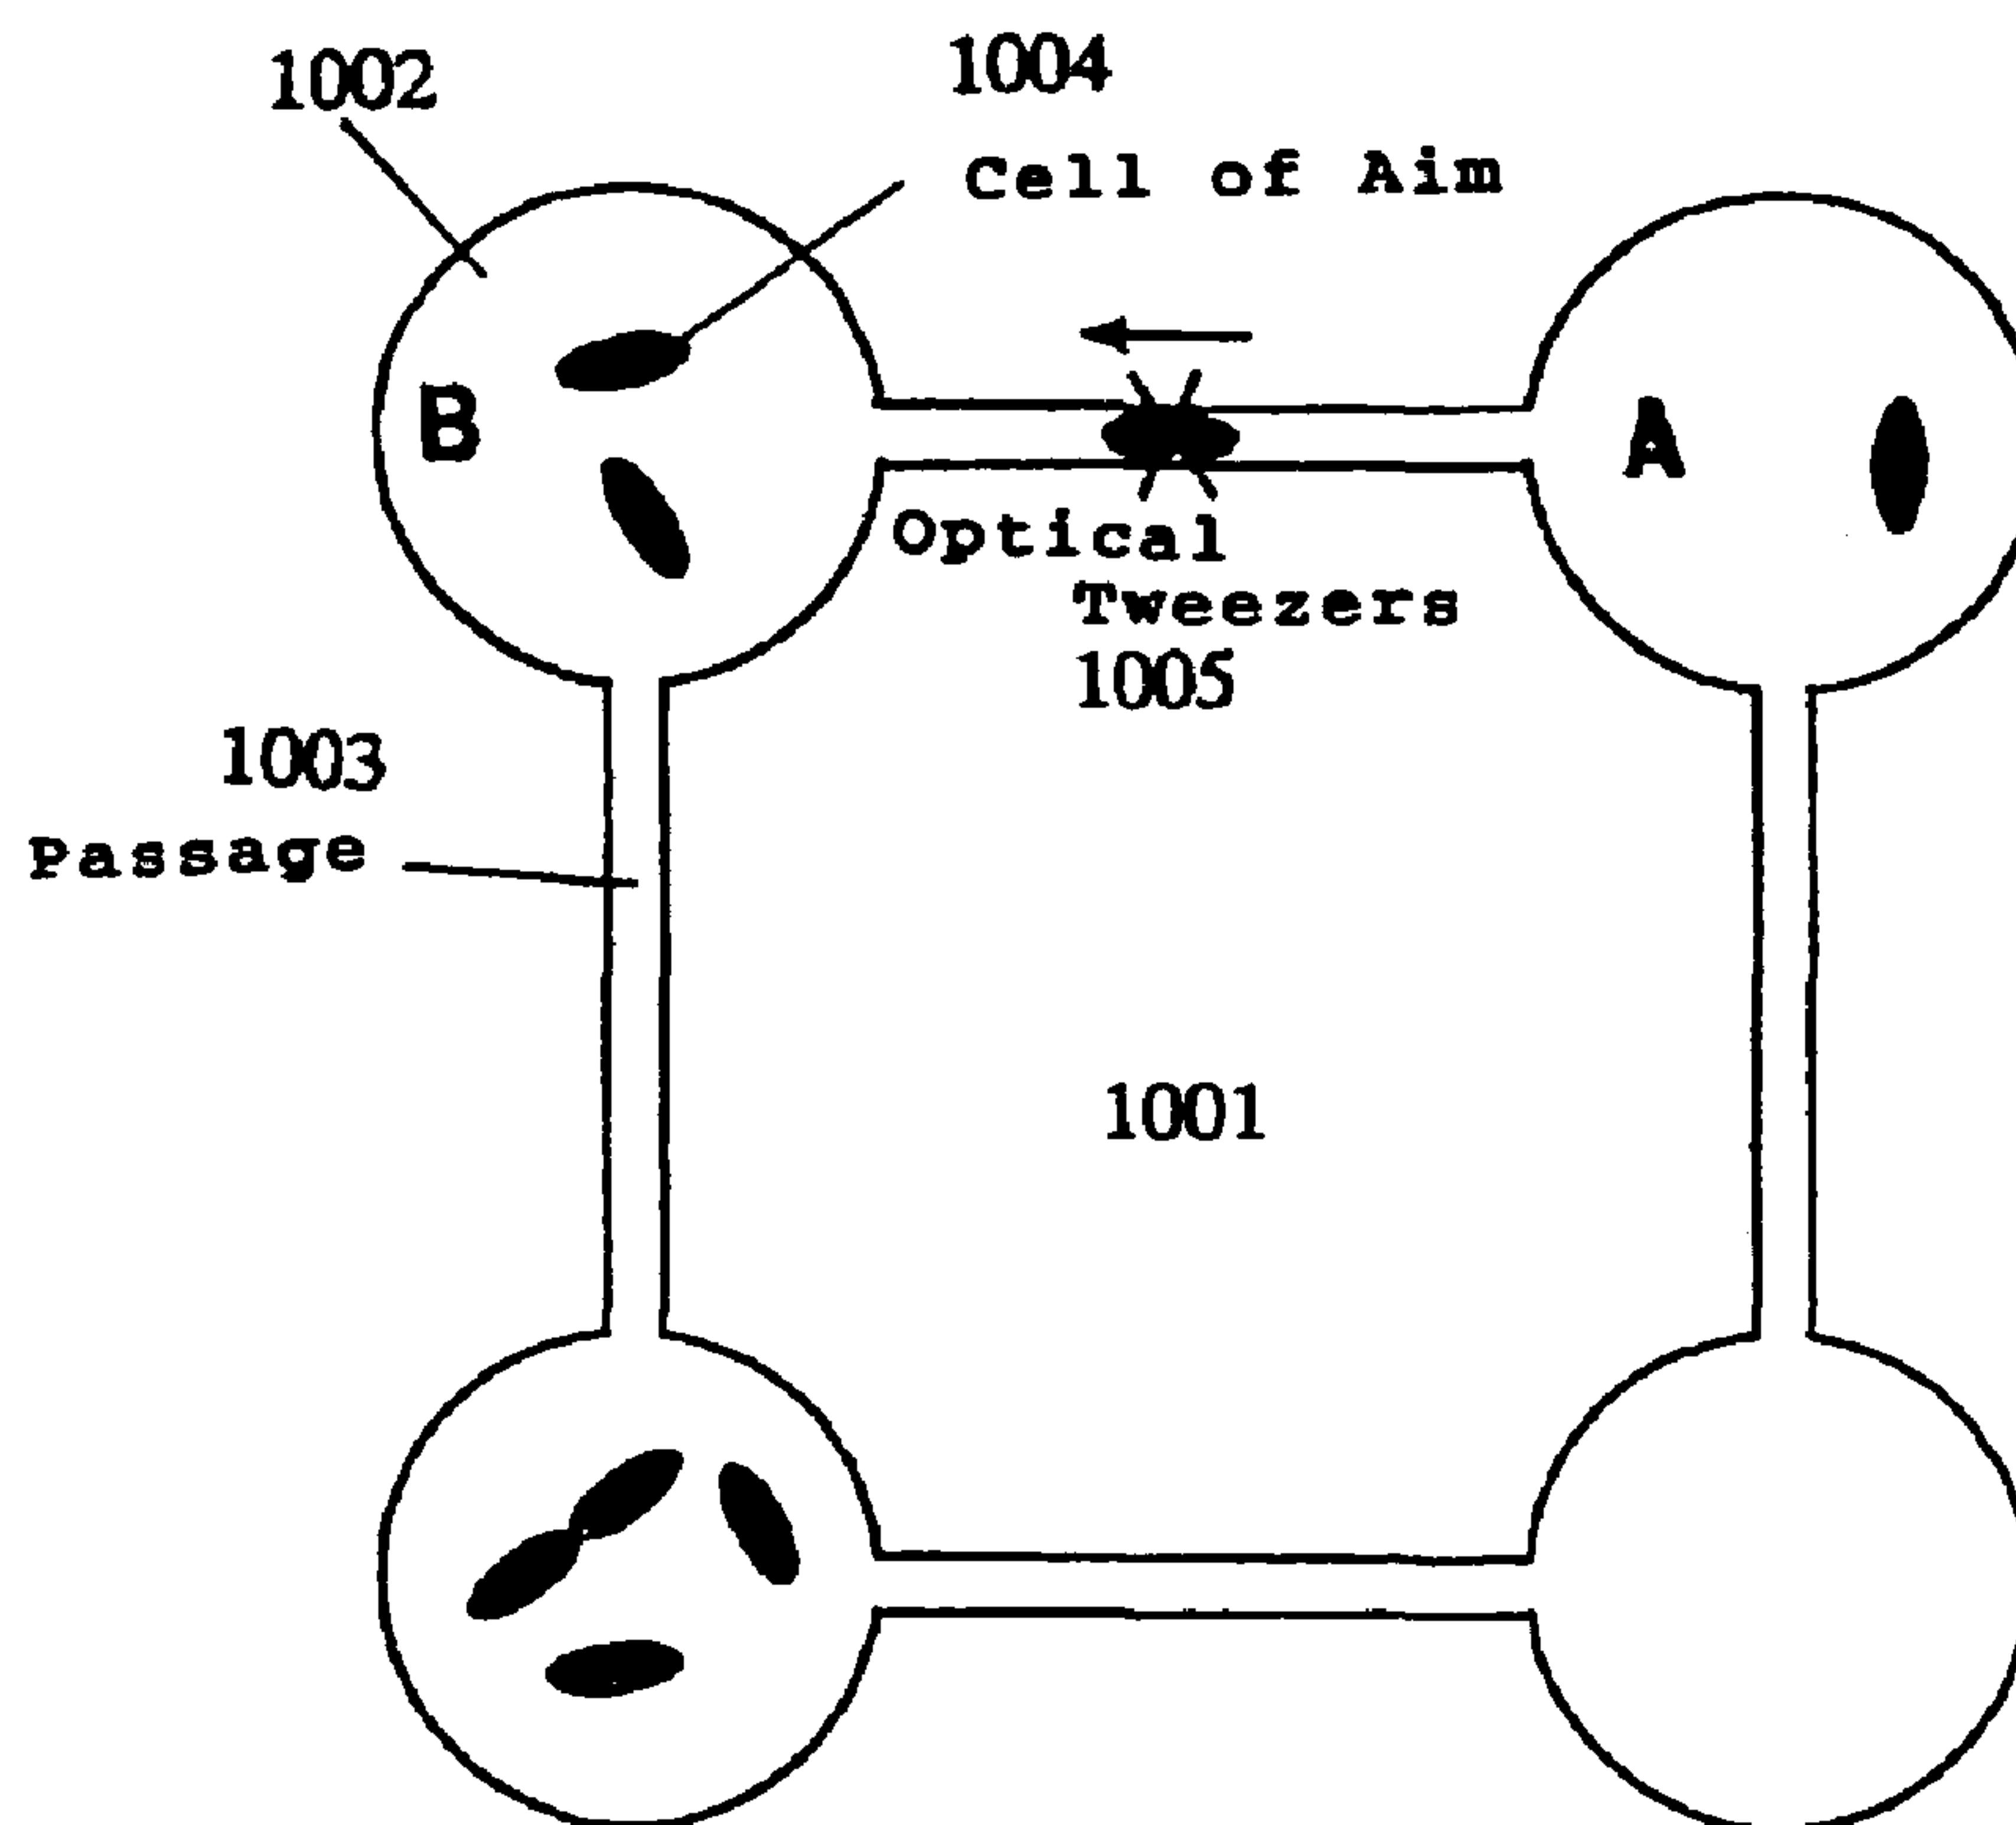 1002
1004
Cell of Aim
B
A
Optical
Tweezers
1005
1003
Passage
1001